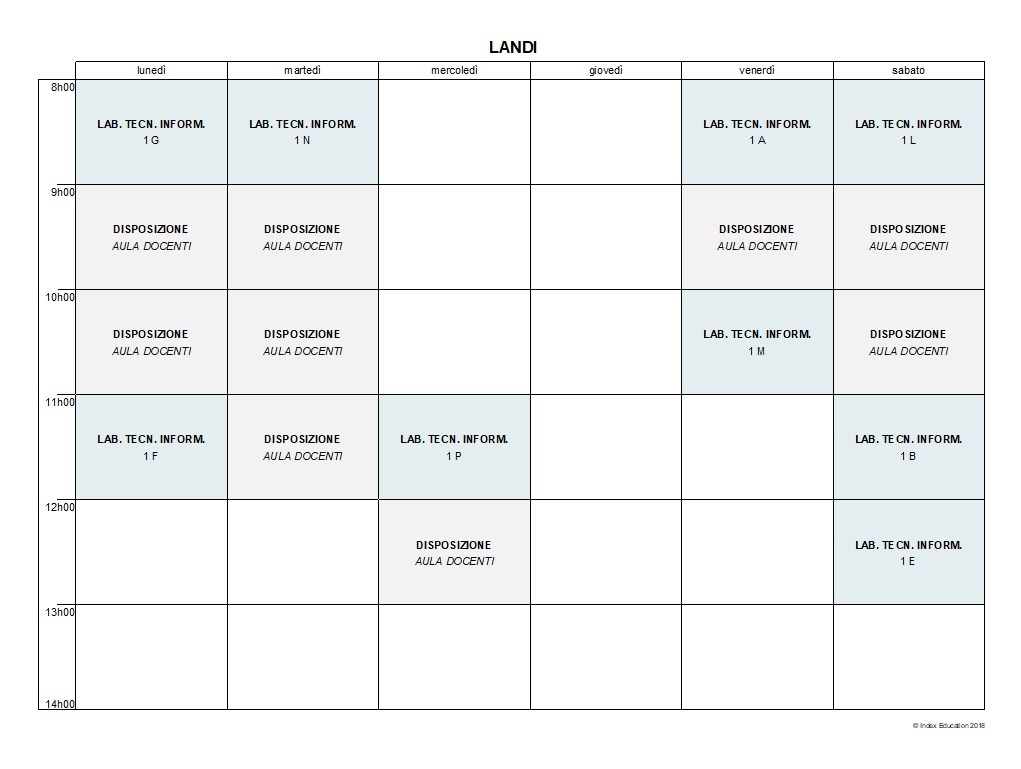 LANDI
lunedì martedì mercoledì giovedì venerdì sabato
8h00
LAB. TECN. INFORM. LAB. TECN. INFORM. LAB. TECN. INFORM. LAB. TECN. INFORM.
1 G 1 N 1 A 1 L
9h00
DISPOSIZIONE DISPOSIZIONE DISPOSIZIONE DISPOSIZIONE
AULA DOCENTI AULA DOCENTI AULA DOCENTI AULA DOCENTI
10h00
DISPOSIZIONE DISPOSIZIONE LAB. TECN. INFORM. DISPOSIZIONE
AULA DOCENTI AULA DOCENTI 1 M AULA DOCENTI
11h00
LAB. TECN. INFORM. DISPOSIZIONE LAB. TECN. INFORM. LAB. TECN. INFORM.
1 F AULA DOCENTI 1 P 1 B
12h00
DISPOSIZIONE LAB. TECN. INFORM.
AULA DOCENTI 1 E
13h00
14h00
© Index Education 2018